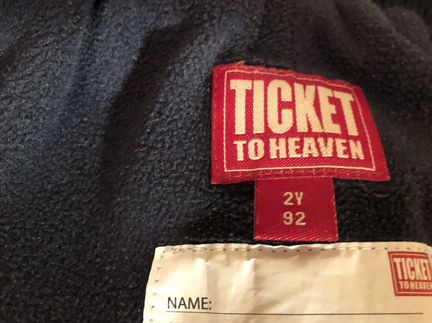 TICKET
TO HEAVEN
2Y
92
TICKET
TO HEAVEN
NAME: